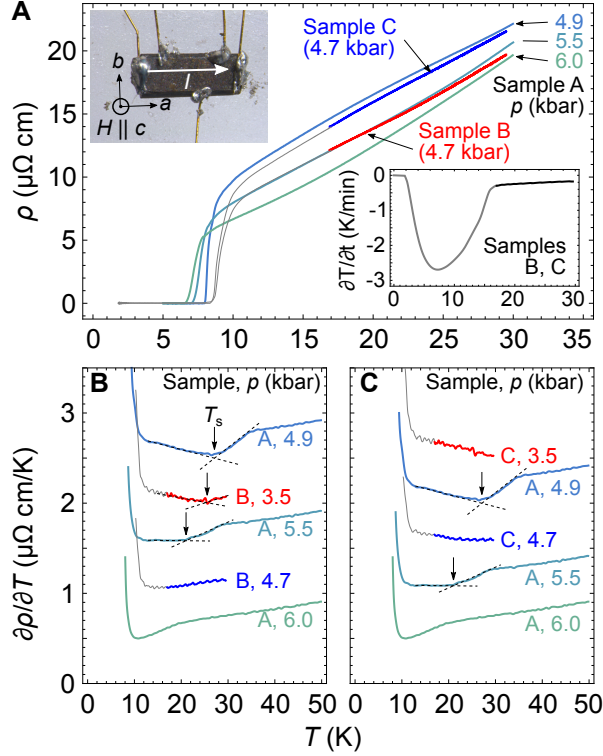 A
b
a
I
H || c
Sample C
(4.7 kbar)
4.9
5.5
6.0
Sample A
p (kbar)
Sample B
(4.7 kbar)
ρ (μΩ cm)
20
15
10
5
0
∂T/∂t (K/min)
0
-1
-2
-3
Samples
B, C
0 10 20 30
0 5 10 15 20 25 30 35
B Sample, p (kbar)
Ts
A, 4.9
B, 3.5
A, 5.5
B, 4.7
A, 6.0
∂ρ/∂T (μΩ cm/K)
3
2
1
0
0 10 20 30 40 50
C Sample, p (kbar)
C, 3.5
A, 4.9
C, 4.7
A, 5.5
A, 6.0
0 10 20 30 40 50
T (K)